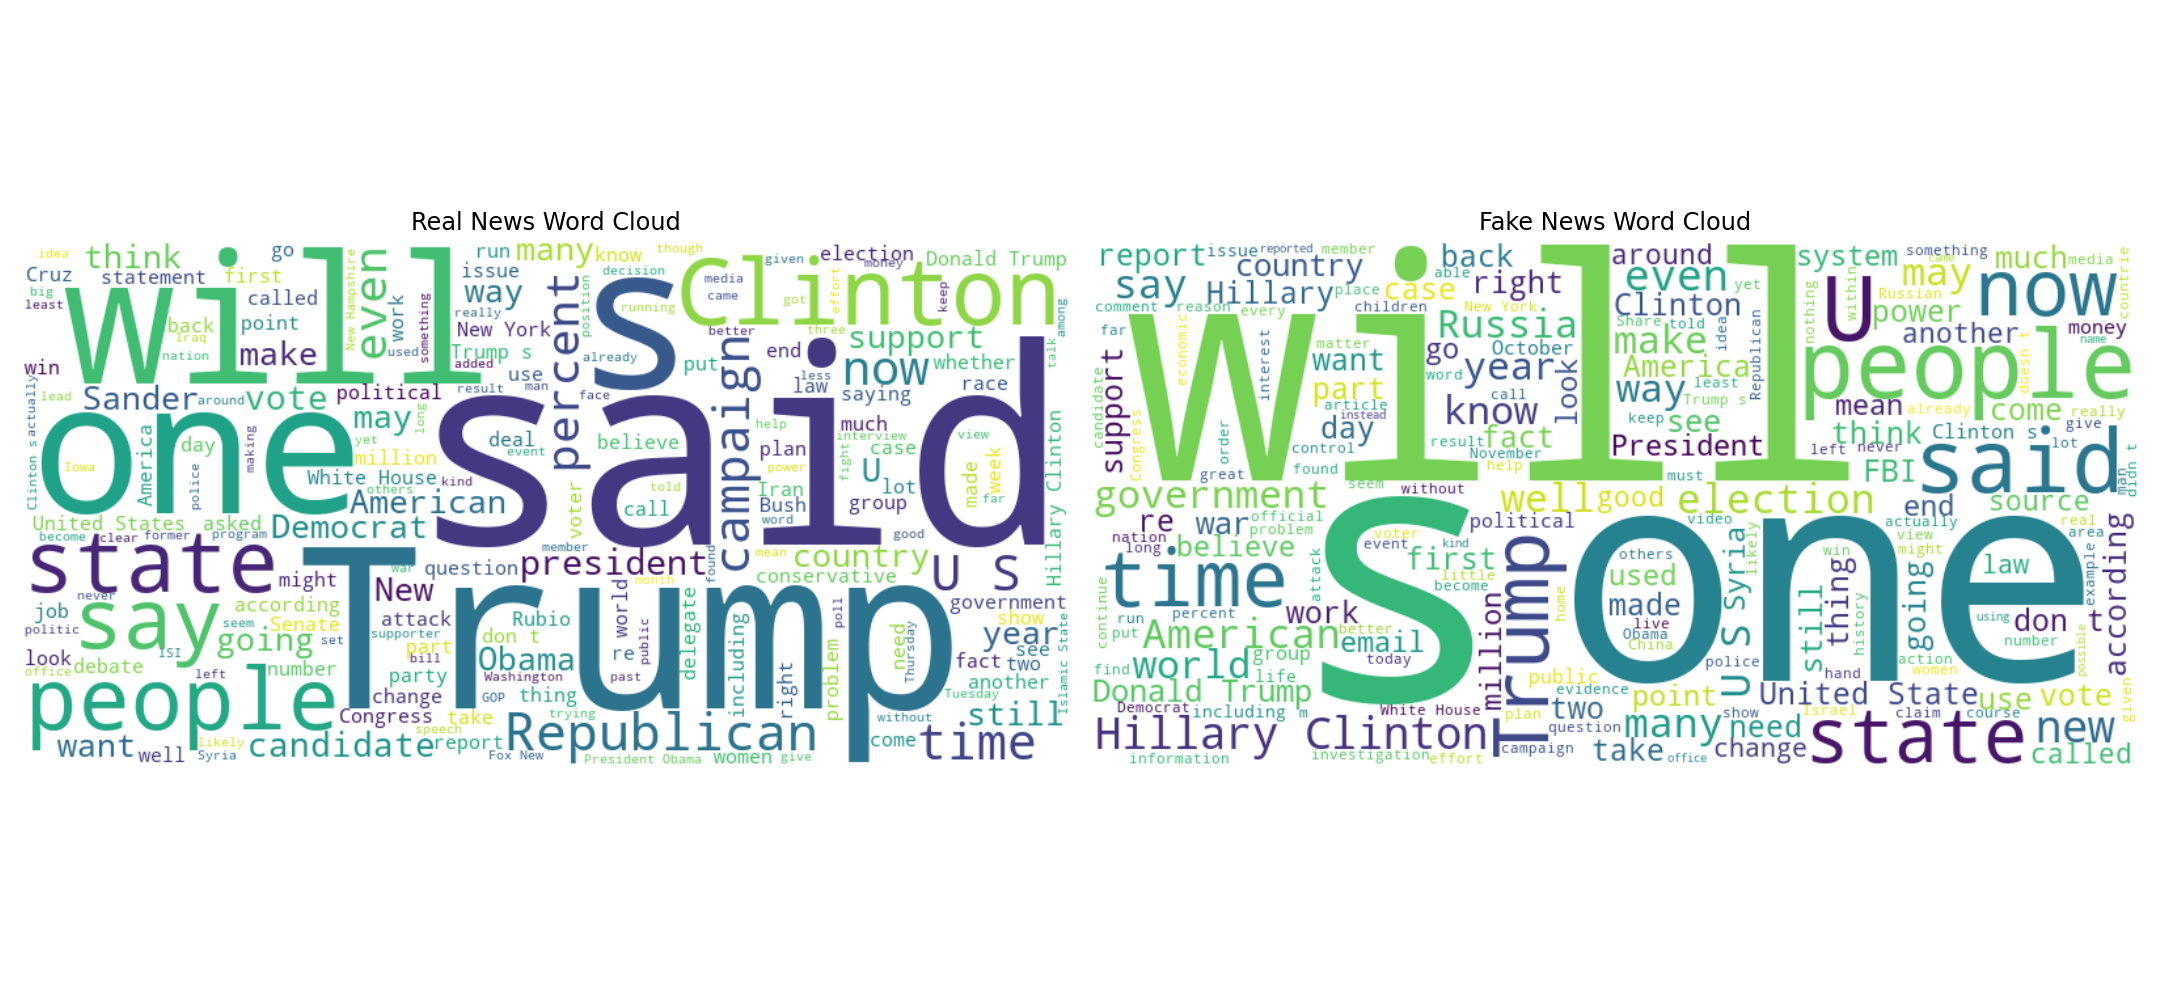 Real News Word Cloud
idea
think
go
run
many
know
though
given
election
money
Donald Trump
Cruz
statement
first
New Hampshire
even
issue
decision
media
came
effort
keep
big
least
will
called
way
position
running
s
Clinton
got
among
back
Iraq
point
work
really
something
New York
percent
better
three
support
talk
nation
make
used
Trump s
added
already
put
campaign
end
less
now
whether
win
actually
lead
Sander
around
vote
political
result
use
man
face
law
saying
race
one
may
long
said
deal
event
believe
help
plan
much
interview
view
Clinton s
Iowa
America
day
police
making
yet
million
White House
others
kind
voter
told
call
power
Iran
Bush
word
fight
case
U
lot
group
made
week
far
Hillary Clinton
United States
asked
American
Democrat
become
clear
former
program
good
state
might
war
Trump
New
question
member
president
found
mean
country
conservative
U S
never
job
politic
say
according
Senate
seem
set
going
attack
supporter
part
bill
Rubio
don t
world
month
public
delegate
poll
government
show
year
Islamic State
look
office
debate
ISI
left
number
party
Obama
Washington
re
past
including
right
problem
need
Thursday
see
fact
two
another
Tuesday
people
change
Congress
GOP
thing
take
speech
trying
Republican
without
still
come
time
want
well
likely
Syria
candidate
report
Fox New
President Obama
women
give
Fake News Word Cloud
report
issue
reported
member
back
around
system
something
came
much
media
countrie
say
country
Hillary
able
place
case
right
even
yet
may
now
comment
reason
every
children
New York
Clinton
Russian
within
U
power
another
money
name
far
support
candidate
Congress
economic
will
interest
matter
want
part
Russia
go
October
year
word
call
look
Share
told
make
idea
America
Republican
way
least
Trump s
nothing
people
doesn t
article
instead
day
know
keep
see
mean
already
come
really
order
control
result
fact
November
President
think
Clinton s
give
left
never
lot
great
found
help
must
FBI
said
man
didn t
government
seem
without
well
good
election
end
source
re
war
official
problem
s
political
video
actually
real
nation
long
believe
voter
event
kind
first
one
likely
view
might
area
according
time
attack
little
become
Trump
others
used
U S
Syria
win
thing
going
law
example
continue
percent
work
million
home
made
live
Obama
China
still
history
using
don t
run
put
American
better
email
today
police
number
possible
find
world
group
life
public
evidence
action
women
hand
Donald Trump
Democrat
including
m
White House
plan
two
point
United State
Israel
claim
course
use
vote
given
Hillary Clinton
question
many
show
need
state
new
information
investigation
effort
campaign
take
office
change
called